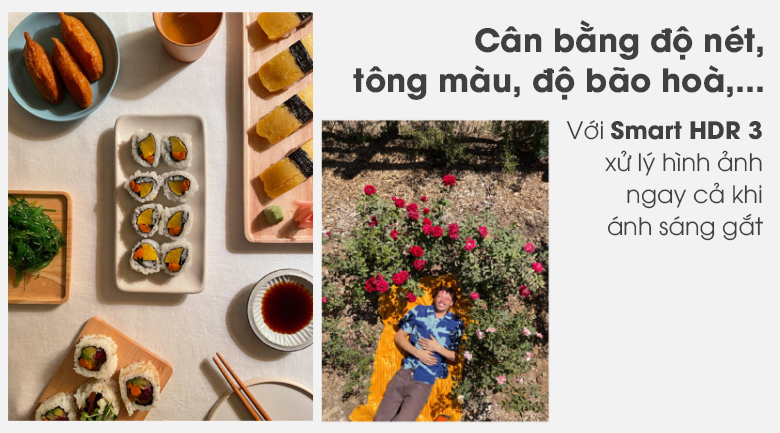 Cân bằng độ nét,
tông màu, độ bão hoà,...
Với Smart HDR 3
xử lý hình ảnh
ngay cả khi
ánh sáng gắt